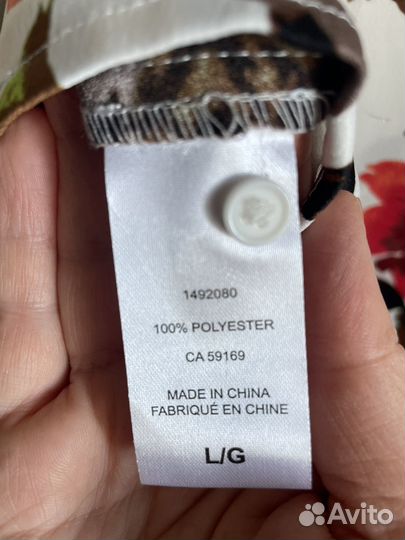 1492080
100% POLYESTER
CA 59169
MADE IN CHINA
FABRIQUÉ EN CHINE
L/G
Avito